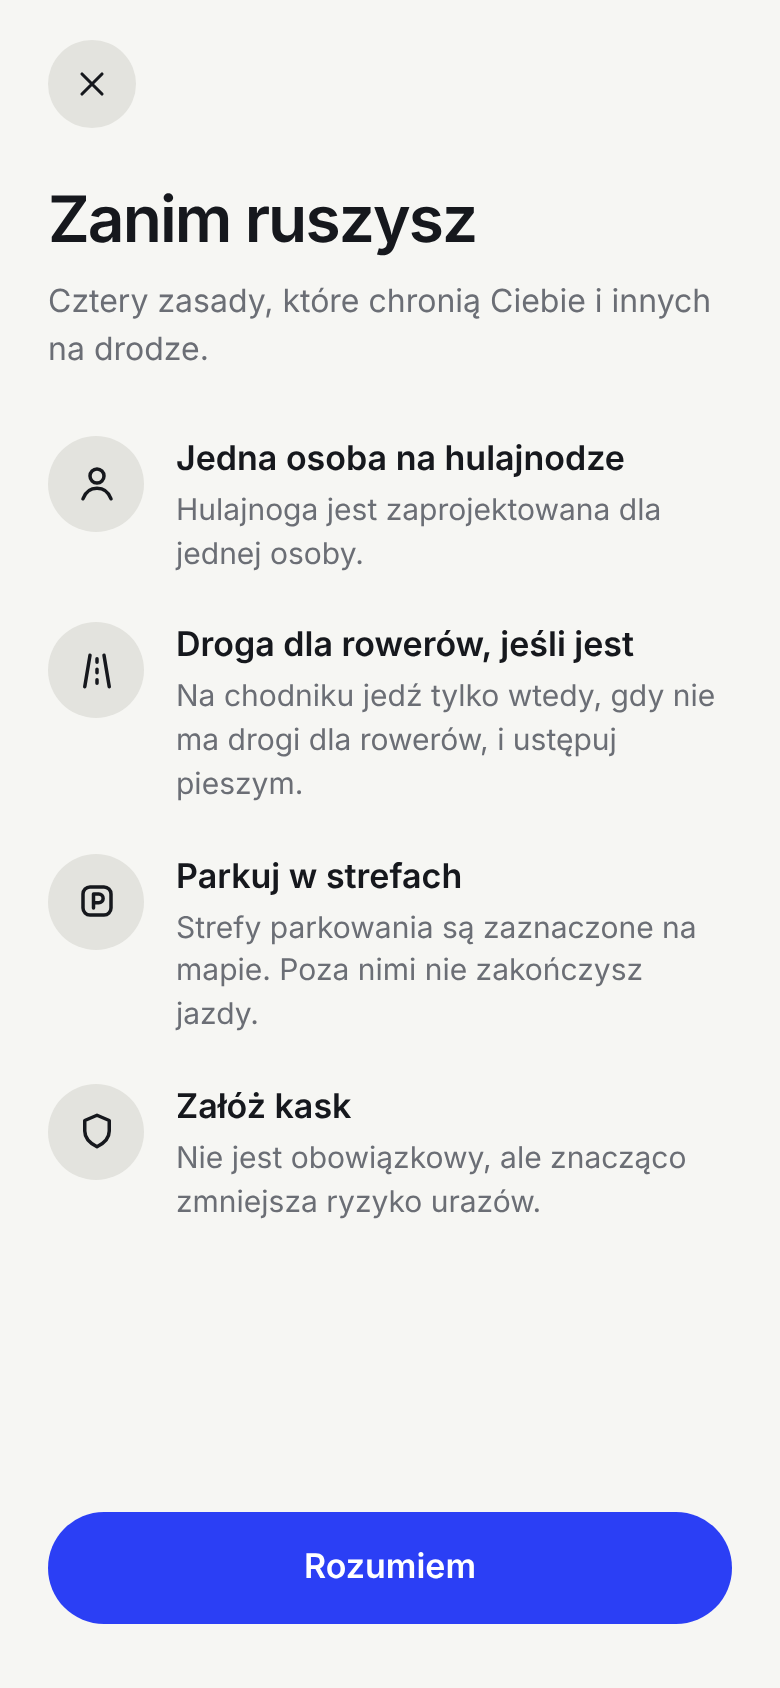 Zanim ruszysz
Cztery zasady, które chronią Ciebie i innych
na drodze.
Jedna osoba na hulajnodze
Hulajnoga jest zaprojektowana dla
jednej osoby.
Droga dla rowerów, jeśli jest
Na chodniku jedź tylko wtedy, gdy nie
ma drogi dla rowerów, i ustępuj
pieszym.
P
Parkuj w strefach
Strefy parkowania są zaznaczone na
mapie. Poza nimi nie zakończysz
jazdy.
Załóż kask
Nie jest obowiązkowy, ale znacząco
zmniejsza ryzyko urazów.
Rozumiem